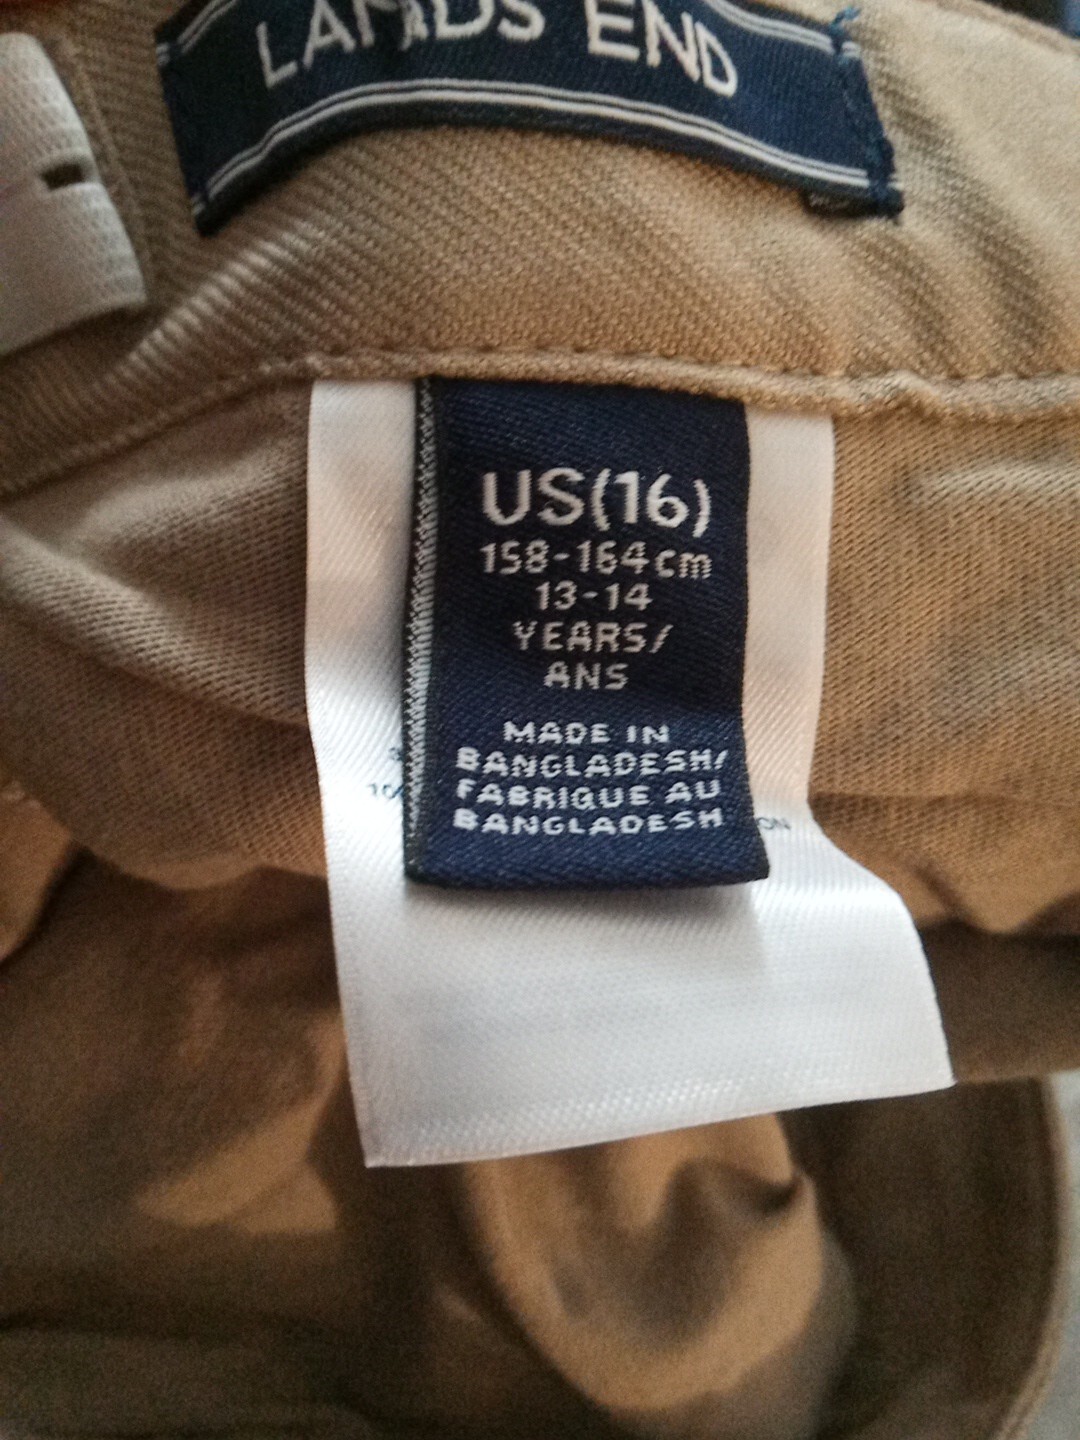 LANDS' END
US(16)
158-164cm
13-14
YEARS/
ANS
MADE IN
BANGLADESH/
FABRIQUE AU
BANGLADESH